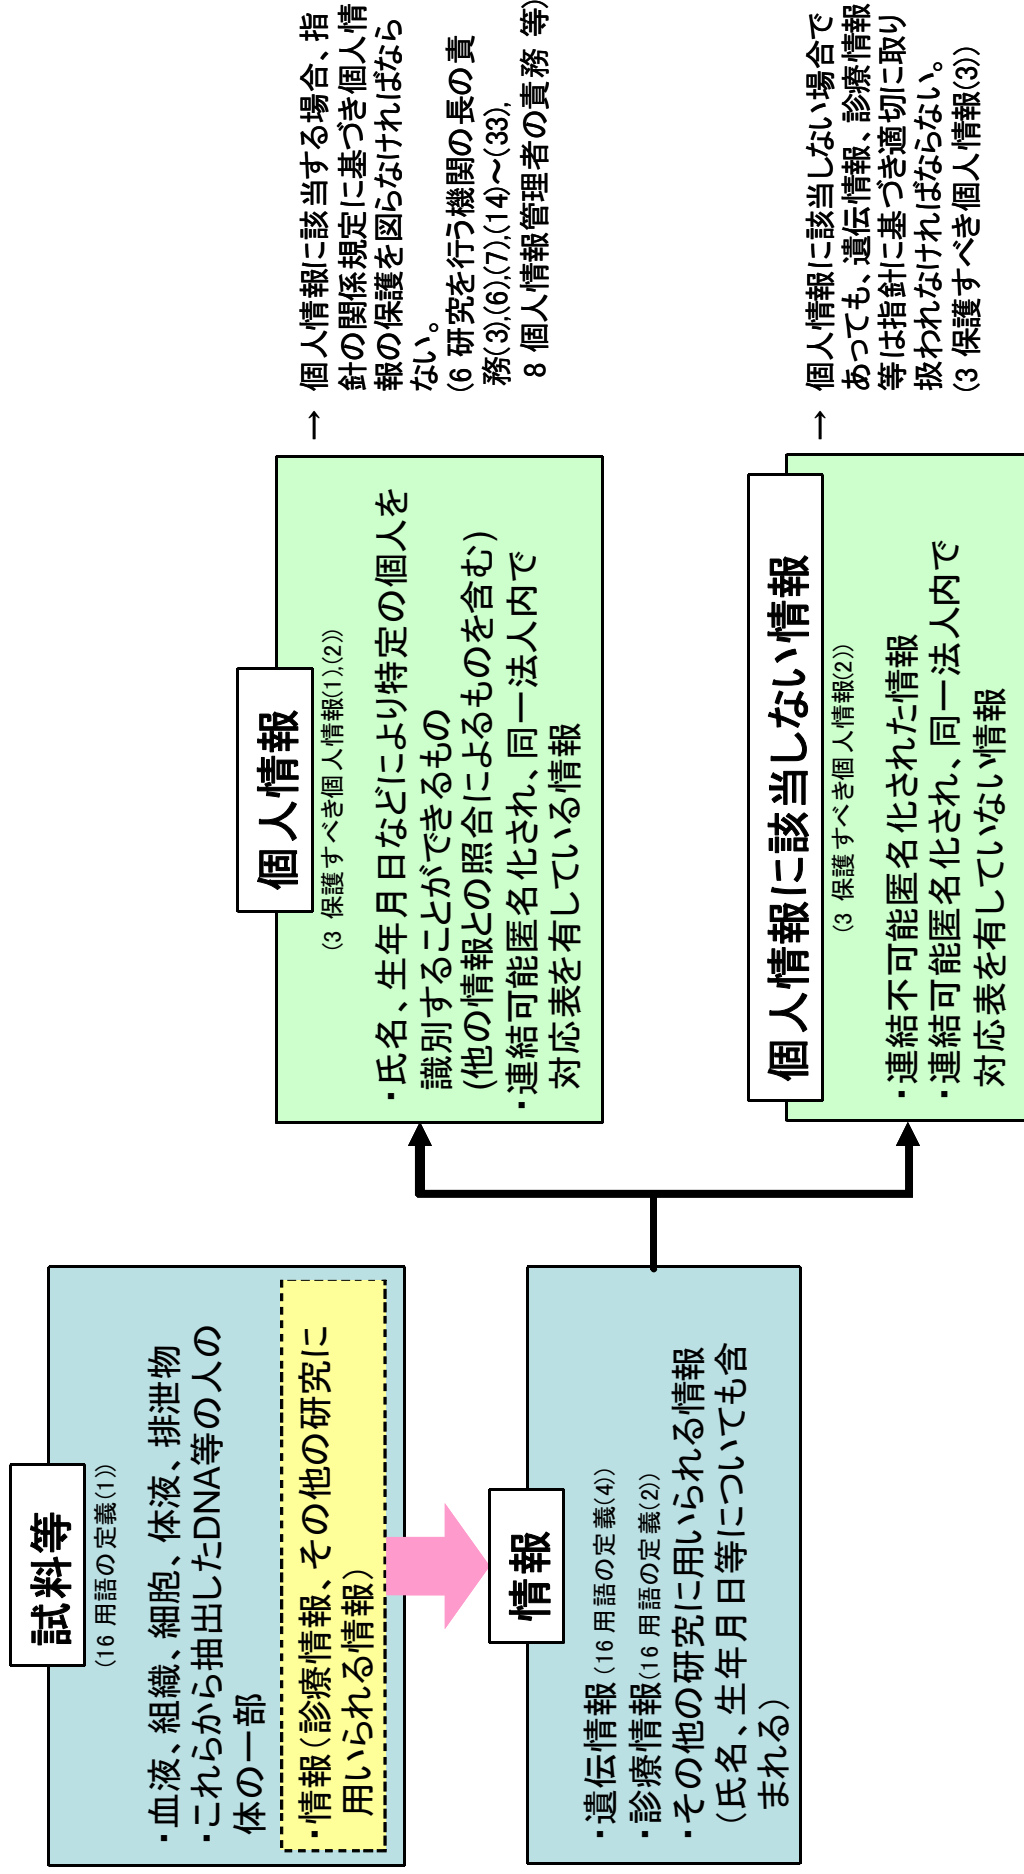 試料等
(16 用語の定義(1))
・血液、組織、細胞、体液、排泄物
・これらから抽出したDNA等の人の
体の一部
・情報(診療情報、その他の研究に
用いられる情報)
情報
・遺伝情報 (16 用語の定義(4))
・診療情報(16 用語の定義(2))
・その他の研究に用いられる情報
(氏名、生年月日等についても含
まれる)
個人情報
(3 保護すべき個人情報(1),(2))
・氏名、生年月日などにより特定の個人を
識別することができるもの
(他の情報との照合によるものを含む)
・連結可能匿名化され、同一法人内で
対応表を有している情報
→ 個人情報に該当する場合、指
針の関係規定に基づき個人情
報の保護を図らなければなら
ない。
(6 研究を行う機関の長の責
務(3),(6),(7),(14)~(33),
8 個人情報管理者の責務 等)
個人情報に該当しない情報
(3 保護すべき個人情報(2))
・連結不可能匿名化された情報
・連結可能匿名化され、同一法人内で
対応表を有していない情報
→ 個人情報に該当しない場合で
あっても、遺伝情報、診療情報
等は指針に基づき適切に取り
扱われなければならない。
(3 保護すべき個人情報(3))